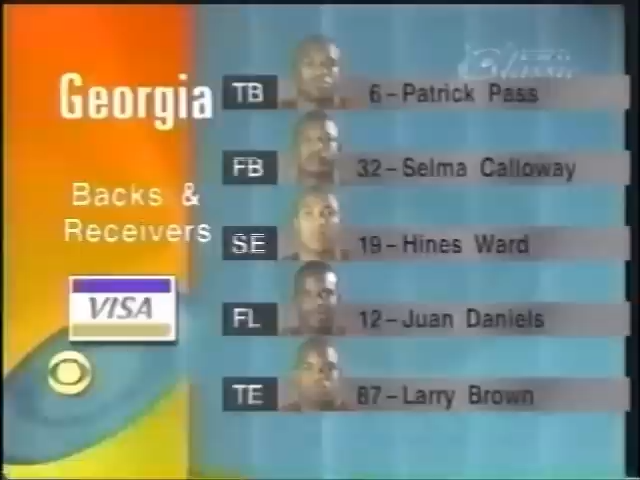 Georgia
Backs &
Receivers
VISA
TB 6-Patrick Pass
FB 32-Selma Calloway
SE 19-Hines Ward
FL 12-Juan Daniels
TE 87-Larry Brown
Classic